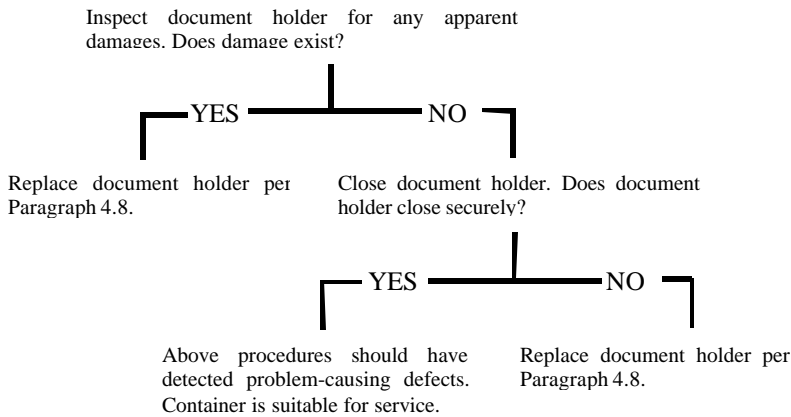 Inspect document holder for any apparent
damages. Does damage exist?
YES
NO
Replace document holder per
Paragraph 4.8.
Close document holder. Does document
holder close securely?
YES
NO
Above procedures should have
detected problem-causing defects.
Container is suitable for service.
Replace document holder per
Paragraph 4.8.